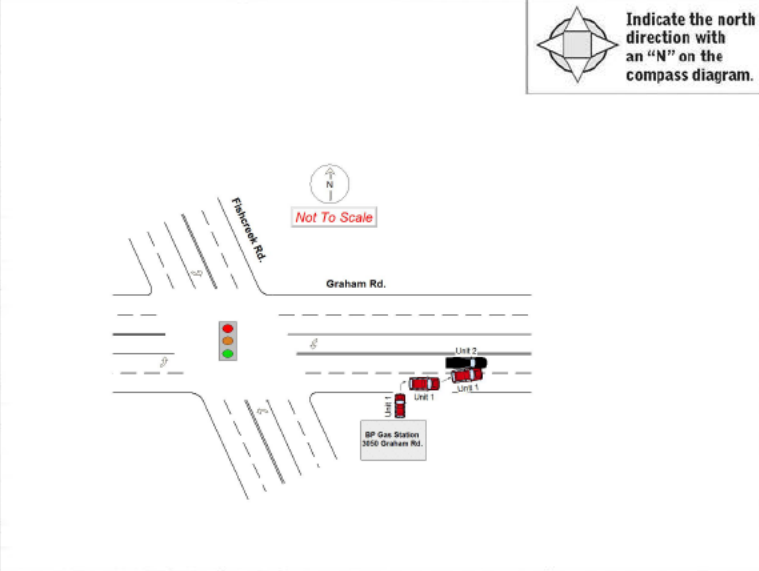 Indicate the north
direction with
an “N” on the
compass diagram.
N
Not To Scale
Fishcreek Rd.
Graham Rd.
Unit 2
Unit 1
Unit 1
Unit 1
BP Gas Station
3050 Graham Rd.